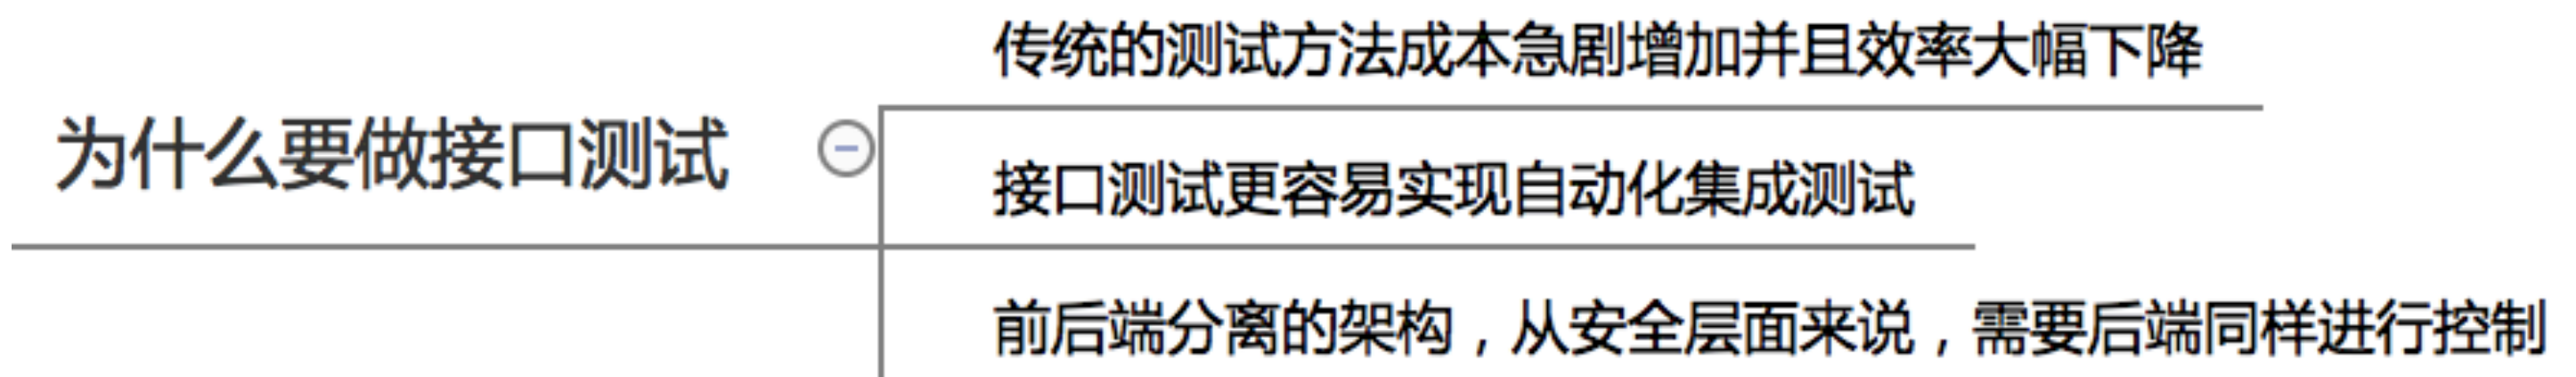 为什么要做接口测试
传统的测试方法成本急剧增加并且效率大幅下降
接口测试更容易实现自动化集成测试
前后端分离的架构，从安全层面来说，需要后端同样进行控制